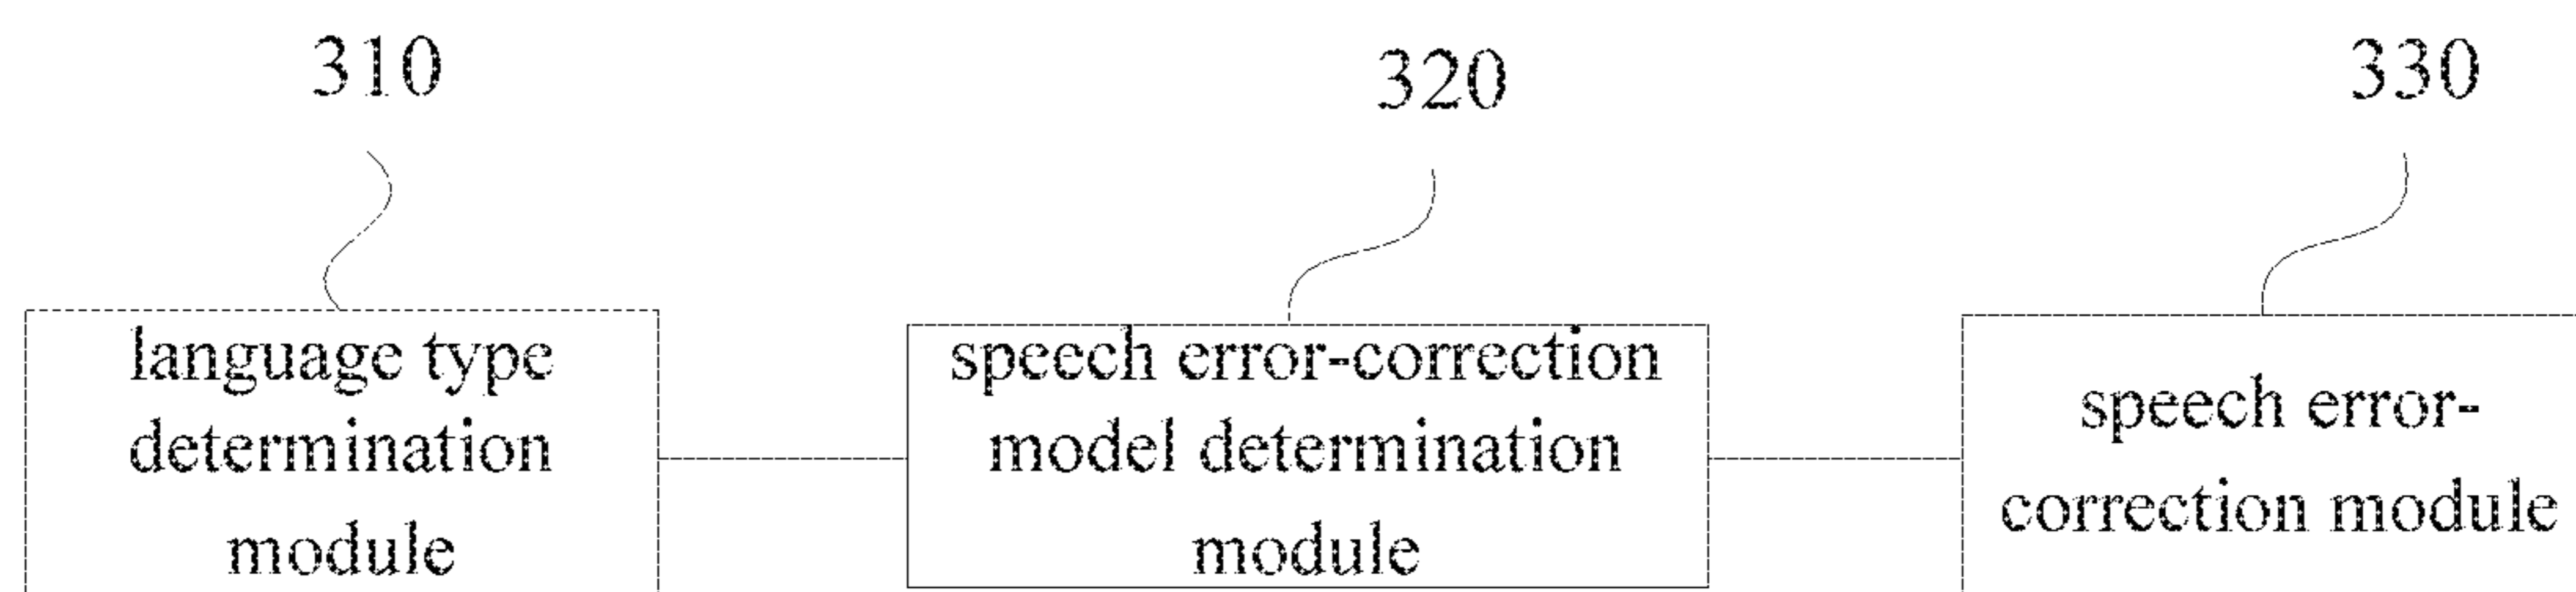 310
320
330
language type
determination
module
speech error-correction
model determination
module
speech error-
correction module